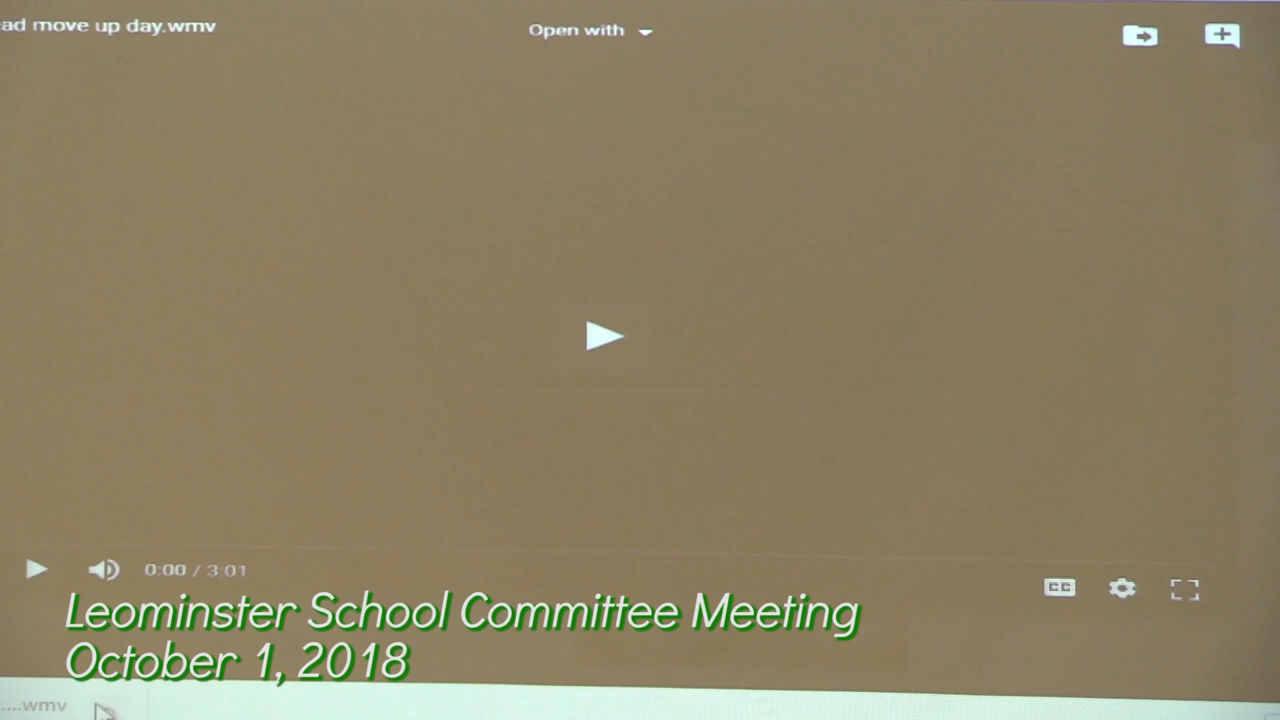 ad move up day.wmv
Open with
0:00 / 3:01
CC
Leominster School Committee Meeting
October 1, 2018
....wmv